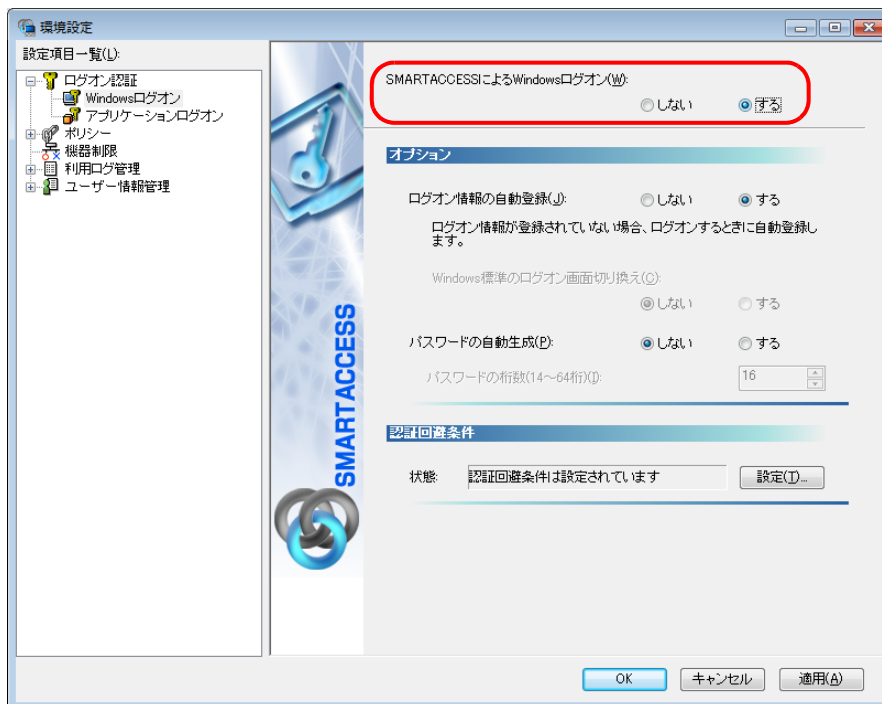 環境設定
設定項目一覧(L):
ログオン認証
Windowsログオン
アプリケーションログオン
ポリシー
機器制限
利用ログ管理
ユーザー情報管理
SMARTACCESS
SMARTACCESSによるWindowsログオン(W):
しない する
オプション
ログオン情報の自動登録(J): しない する
ログオン情報が登録されていない場合、ログオンするときに自動登録し
ます。
Windows標準のログオン画面切り換え(C):
しない する
パスワードの自動生成(P): しない する
パスワードの桁数(14～64桁)(I): 16
認証回避条件
状態: 認証回避条件は設定されています 設定(T)...
OK キャンセル 適用(A)